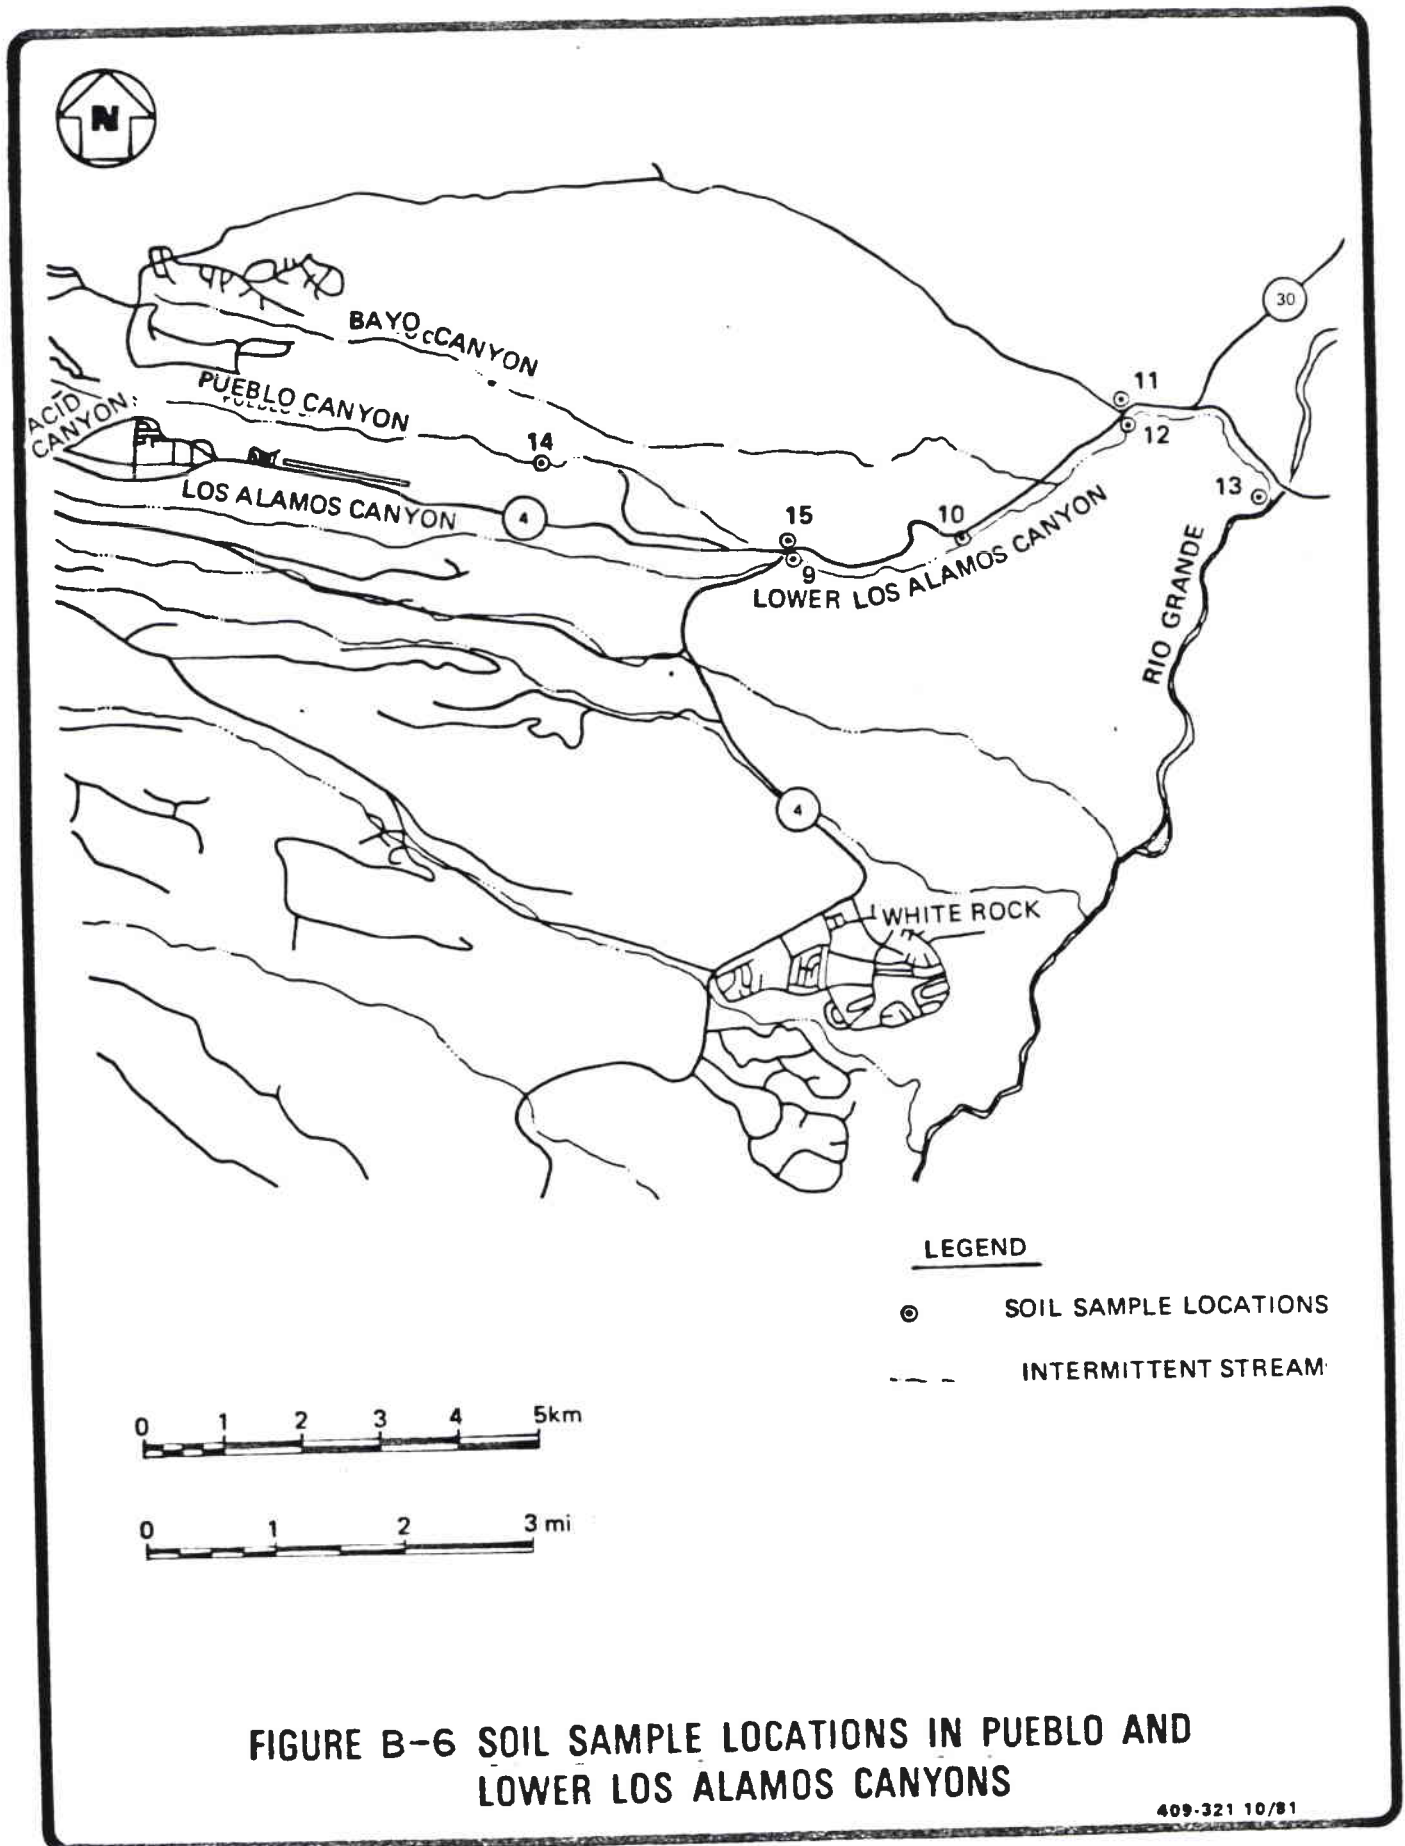 N
30
BAYO CANYON
11
PUEBLO CANYON
ACID
CANYON
14
12
13
LOS ALAMOS CANYON
4
15
10
9
LOWER LOS ALAMOS CANYON
RIO GRANDE
4
WHITE ROCK
LEGEND
SOIL SAMPLE LOCATIONS
INTERMITTENT STREAM
0 1 2 3 4 5km
0 1 2 3 mi
FIGURE B-6 SOIL SAMPLE LOCATIONS IN PUEBLO AND
LOWER LOS ALAMOS CANYONS
409-321 10/81